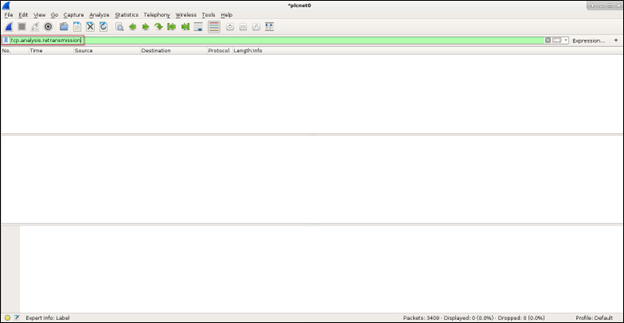 *plcnet0
File Edit View Go Capture Analyze Statistics Telephony Wireless Tools Help
tcp.analysis.retransmission Expression... +
No. Time Source Destination Protocol Length Info
Expert Info: Label Packets: 3409 · Displayed: 0 (0.0%) · Dropped: 0 (0.0%) Profile: Default